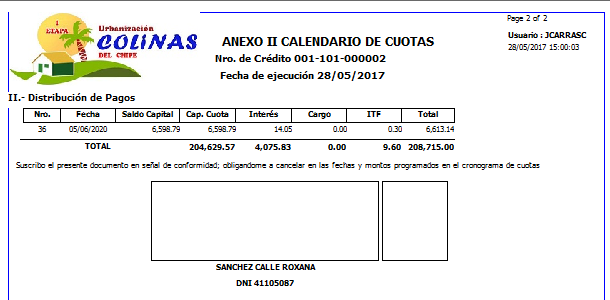 Page 2 of 2
I ETAPA
Urbanización
COLINAS
DEL CHIPE
Usuario : JCARRASC
28/05/2017 15:00:03
ANEXO II CALENDARIO DE CUOTAS
Nro. de Crédito 001-101-000002
Fecha de ejecución 28/05/2017
II.- Distribución de Pagos
Nro. Fecha Saldo Capital Cap. Cuota Interés Cargo ITF Total
36 05/06/2020 6,598.79 6,598.79 14.05 0.00 0.30 6,613.14
TOTAL 204,629.57 4,075.83 0.00 9.60 208,715.00
Suscribo el presente documento en señal de conformidad; obligandome a cancelar en las fechas y montos programados en el cronograma de cuotas
SANCHEZ CALLE ROXANA
DNI 41105087